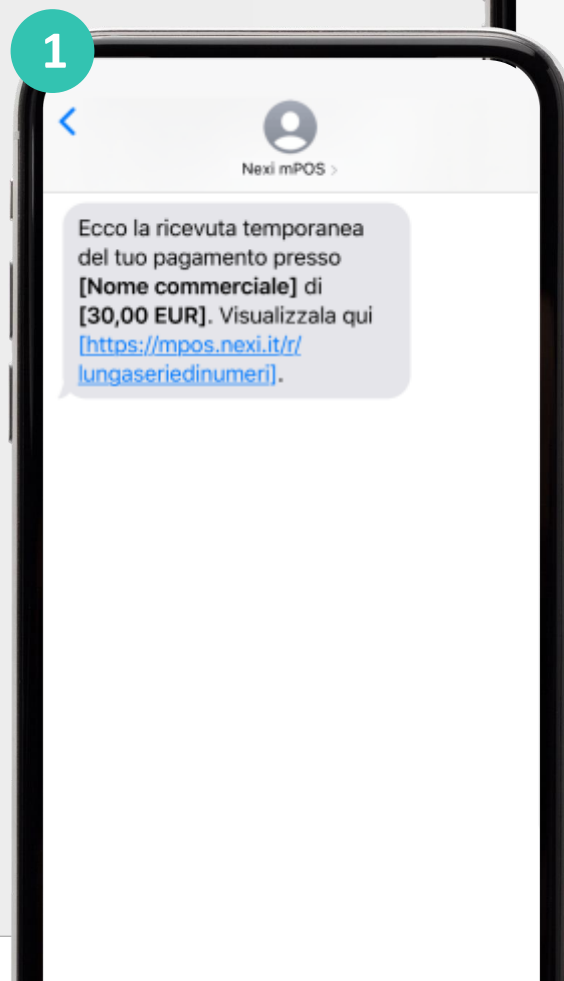 1
Nexi mPOS >
Ecco la ricevuta temporanea
del tuo pagamento presso
[Nome commerciale] di
[30,00 EUR]. Visualizzala qui
[https://mpos.nexi.it/r/
lungaseriedinumeri].